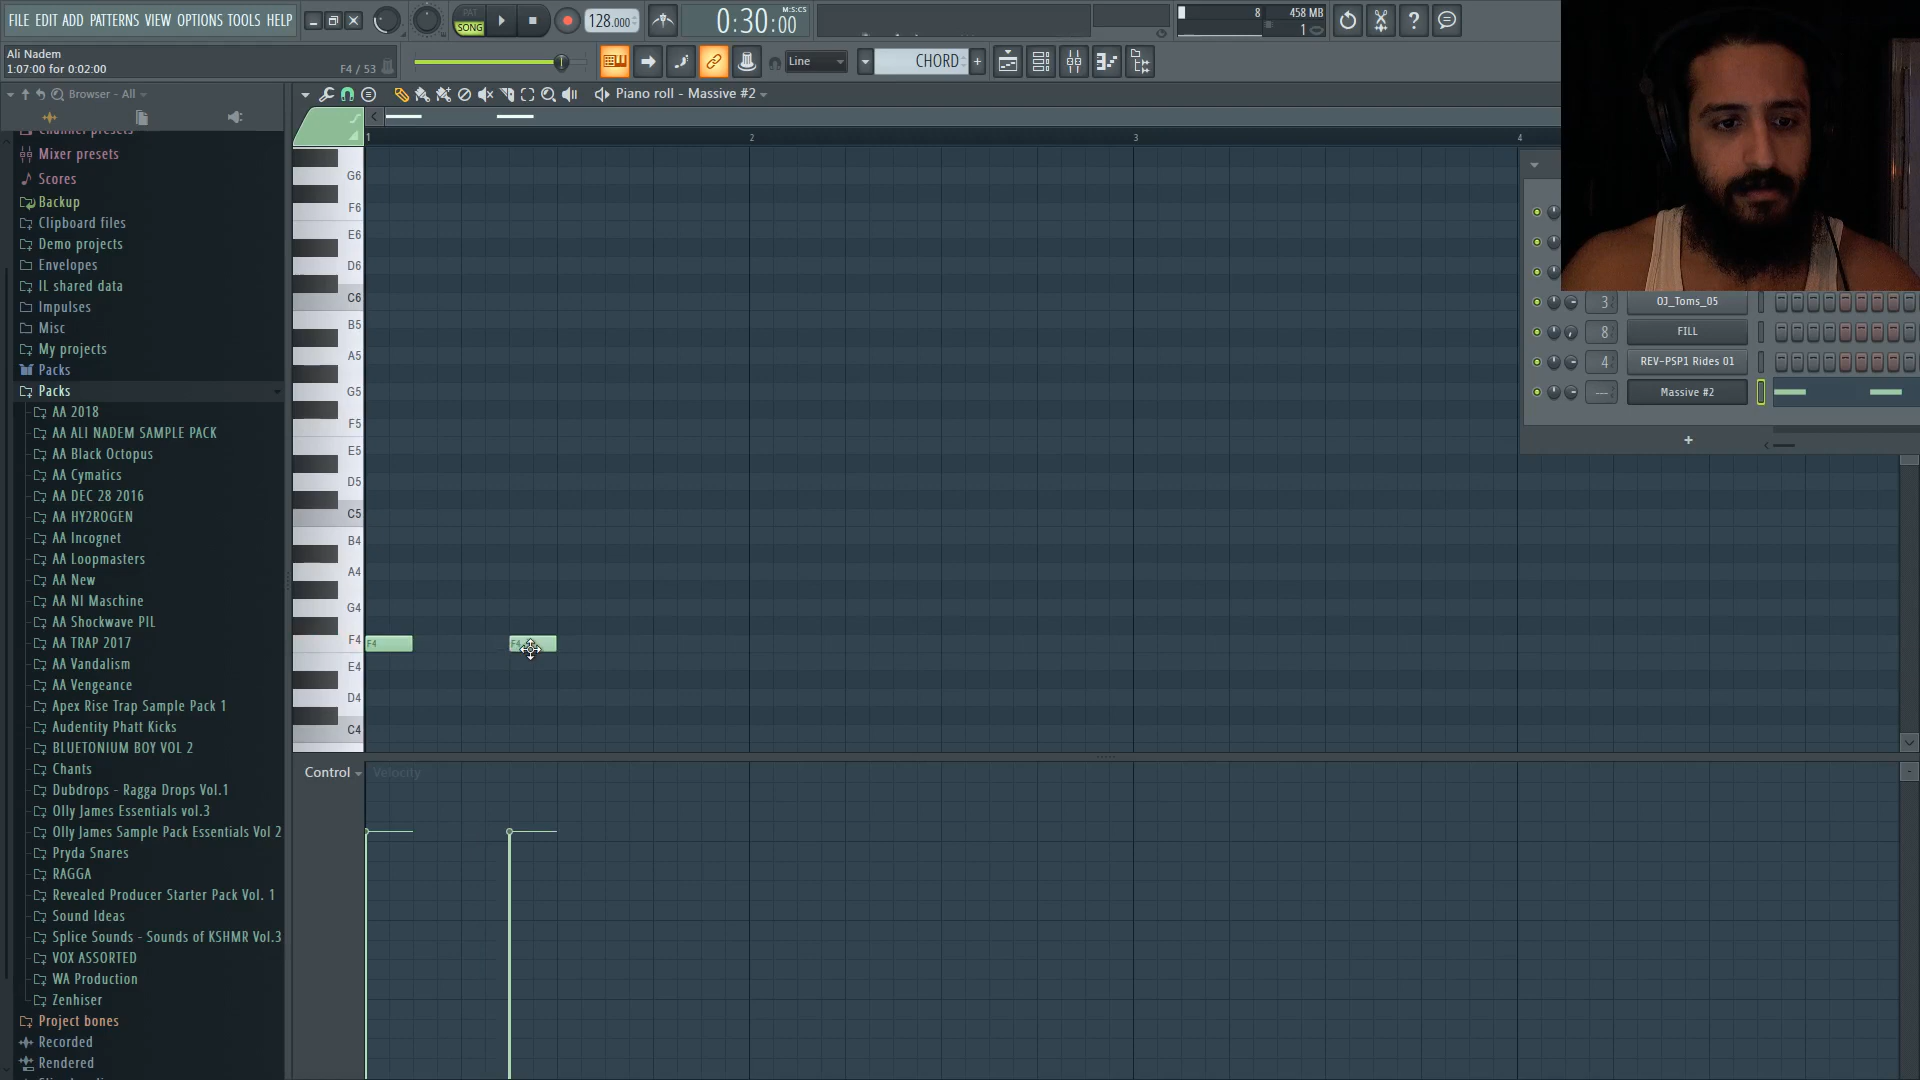 FILE EDIT ADD PATTERNS VIEW OPTIONS TOOLS HELP
PAT
SONG
128.000
0:30:00
M:S:CS
8
458 MB
1
Ali Nadem
1:07:00 for 0:02:00
F4 / 53
Line
CHORD
Browser - All
Piano roll - Massive #2
Mixer presets
Scores
Backup
Clipboard files
Demo projects
Envelopes
IL shared data
Impulses
Misc
My projects
Packs
Packs
AA 2018
AA ALI NADEM SAMPLE PACK
AA Black Octopus
AA Cymatics
AA DEC 28 2016
AA HY2ROGEN
AA Incognet
AA Loopmasters
AA New
AA NI Maschine
AA Shockwave PIL
AA TRAP 2017
AA Vandalism
AA Vengeance
Apex Rise Trap Sample Pack 1
Audentity Phatt Kicks
BLUETONIUM BOY VOL 2
Chants
Dubdrops - Ragga Drops Vol.1
Olly James Essentials vol.3
Olly James Sample Pack Essentials Vol 2
Pryda Snares
RAGGA
Revealed Producer Starter Pack Vol. 1
Sound Ideas
Splice Sounds - Sounds of KSHMR Vol.3
VOX ASSORTED
WA Production
Zenhiser
Project bones
Recorded
Rendered
1
2
3
4
G6
F6
E6
D6
C6
B5
A5
G5
F5
E5
D5
C5
B4
A4
G4
F4
E4
D4
C4
F4
F4
Control
Velocity
3
OJ_Toms_05
8
FILL
4
REV-PSP1 Rides 01
---
Massive #2
+